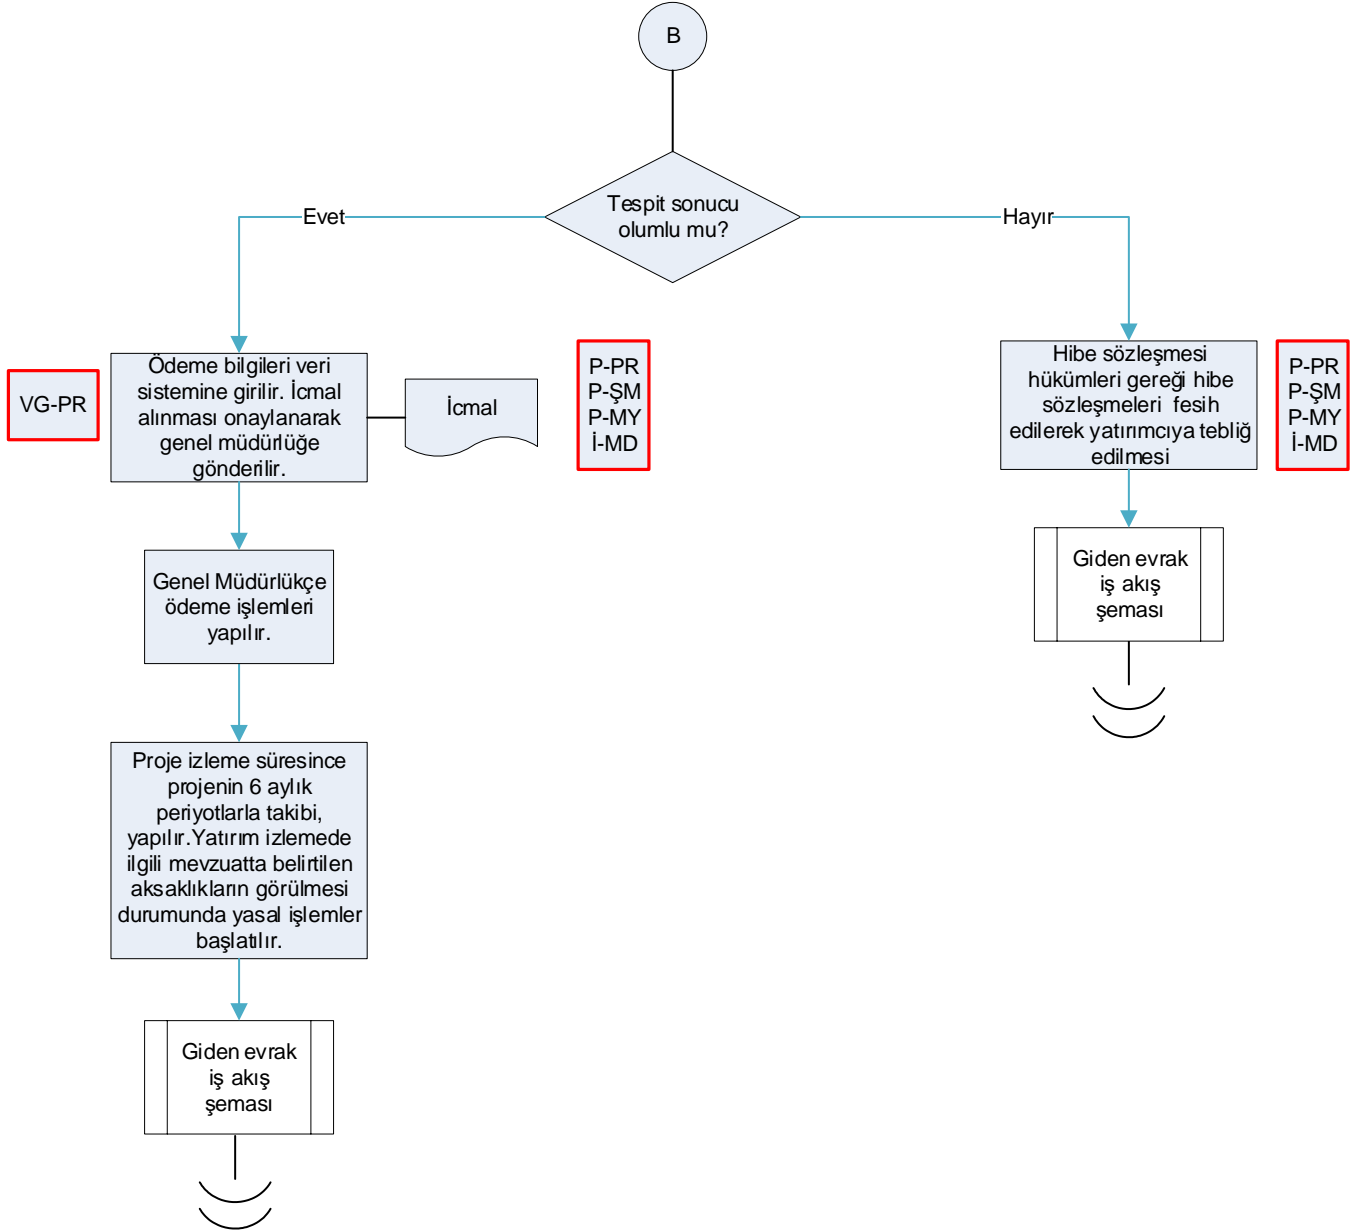 B
Tespit sonucu
olumlu mu?
Evet
Hayır
VG-PR
Ödeme bilgileri veri
sistemine girilir. İcmal
alınması onaylanarak
genel müdürlüğe
gönderilir.
İcmal
P-PR
P-ŞM
P-MY
İ-MD
Hibe sözleşmesi
hükümleri gereği hibe
sözleşmeleri fesih
edilerek yatırımcıya tebliğ
edilmesi
P-PR
P-ŞM
P-MY
İ-MD
Genel Müdürlükçe
ödeme işlemleri
yapılır.
Giden evrak
iş akış
şeması
Proje izleme süresince
projenin 6 aylık
periyotlarla takibi,
yapılır.Yatırım izlemede
ilgili mevzuatta belirtilen
aksaklıkların görülmesi
durumunda yasal işlemler
başlatılır.
Giden evrak
iş akış
şeması